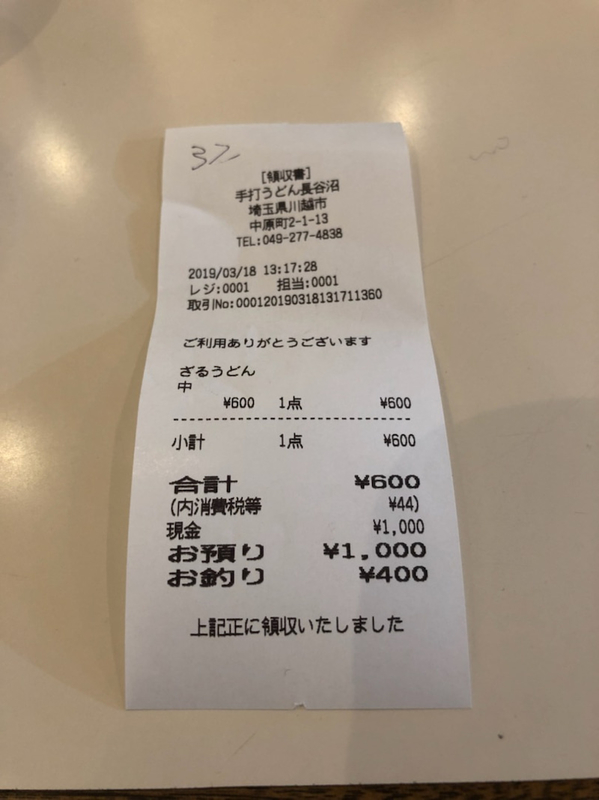 [領収書]
手打うどん長谷沼
埼玉県川越市
中原町2-1-13
TEL:049-277-4838
2019/03/18 13:17:28
レジ:0001 担当:0001
取引No:000120190318131711360
ご利用ありがとうございます
ざるうどん
中
¥600 1点 ¥600
小計 1点 ¥600
合計 ¥600
(内消費税等 ¥44)
現金 ¥1,000
お預り ¥1,000
お釣り ¥400
上記正に領収いたしました